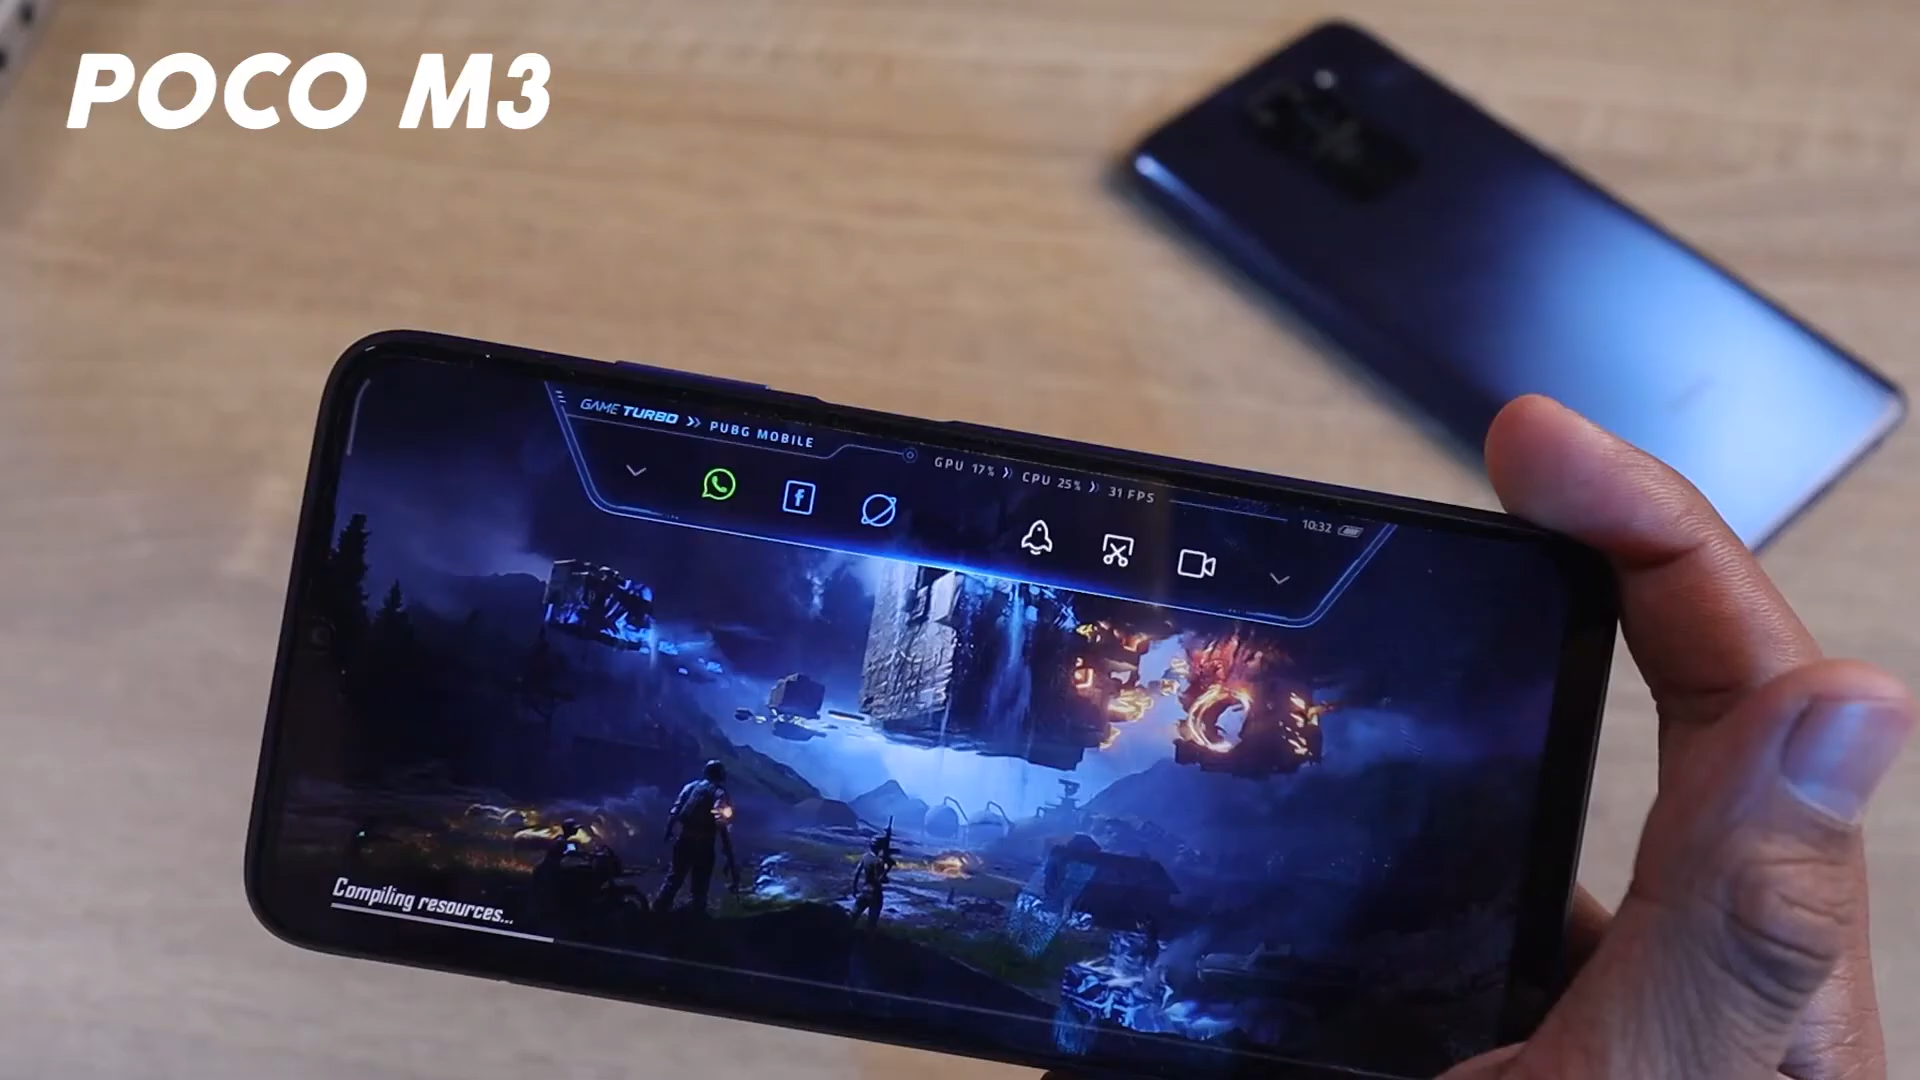 POCO M3
GAME TURBO >> PUBG MOBILE
GPU 17% >> CPU 25% >> 31 FPS
10:32
Compiling resources...